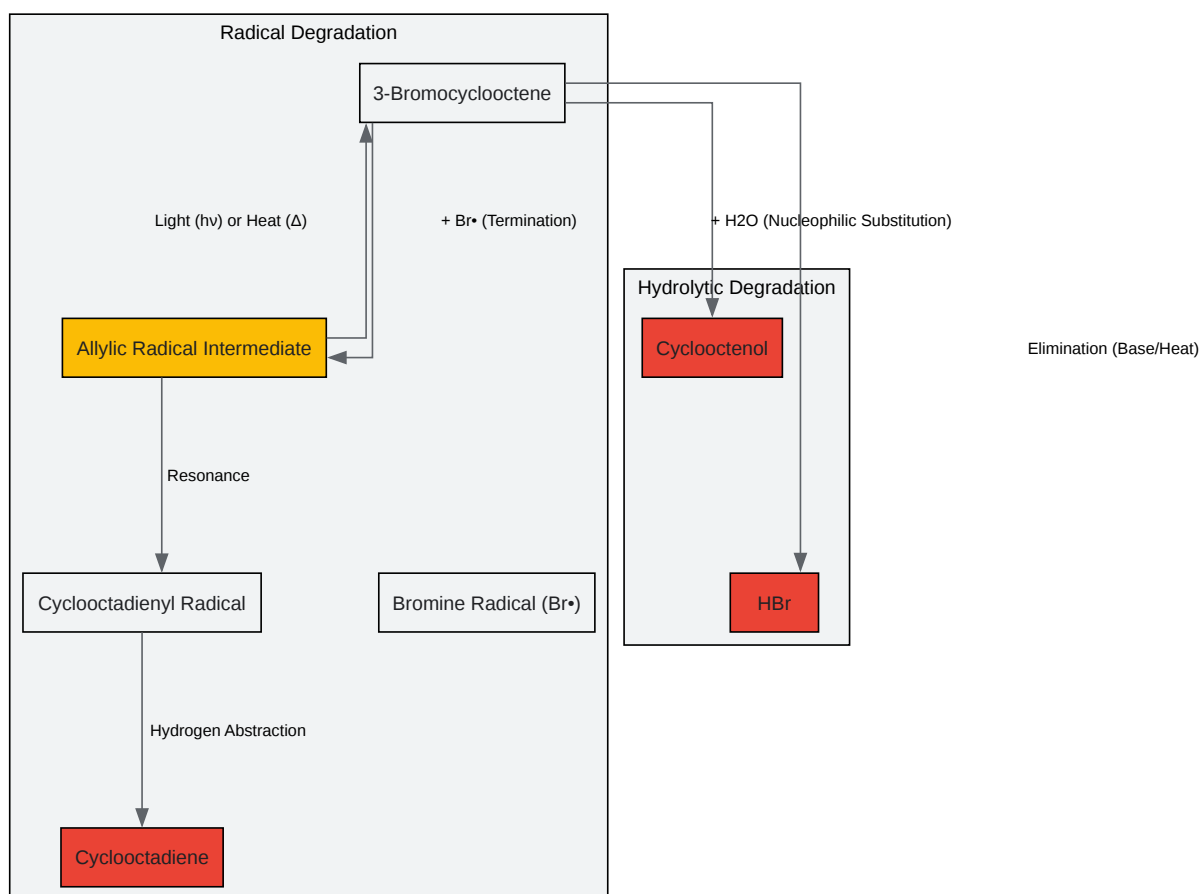 Radical Degradation
3-Bromocyclooctene
Light (hν) or Heat (Δ)
+ Br• (Termination)
+ H2O (Nucleophilic Substitution)
Hydrolytic Degradation
Allylic Radical Intermediate
Cyclooctenol
Elimination (Base/Heat)
Resonance
Cyclooctadienyl Radical
Bromine Radical (Br•)
HBr
Hydrogen Abstraction
Cyclooctadiene